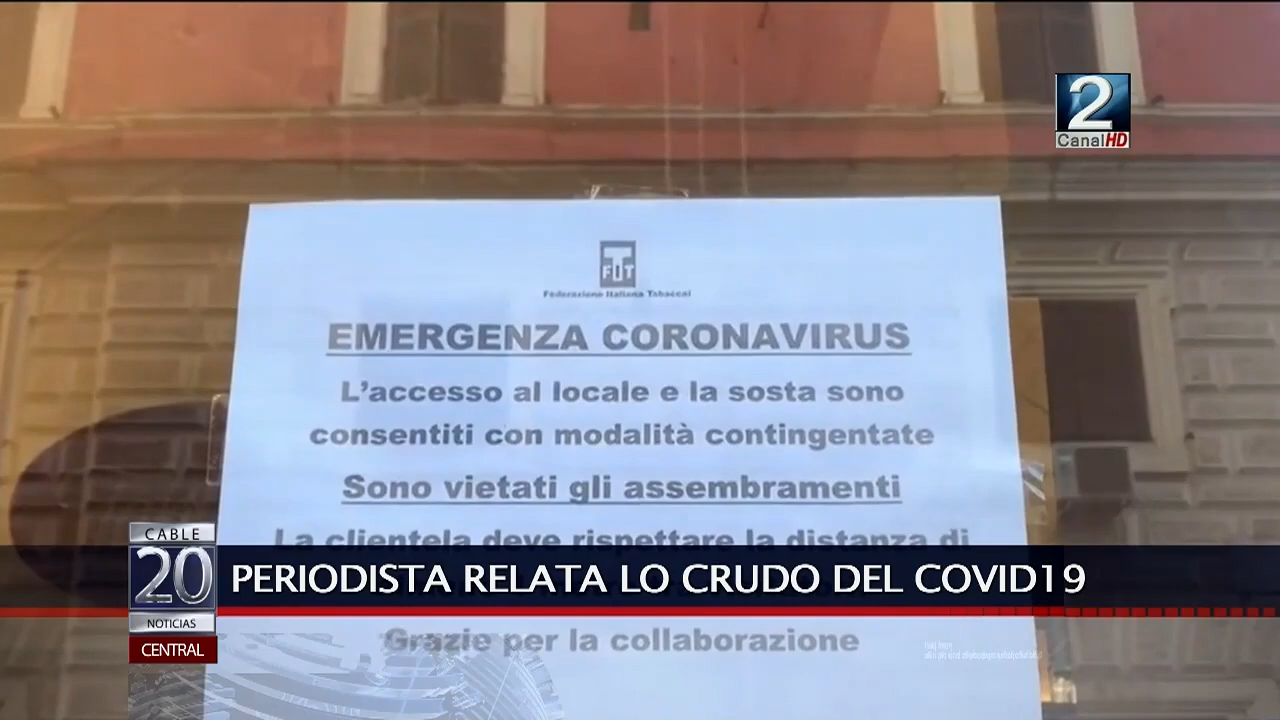 2
CanalHD
FIT
Federazione Italiana Tabaccai
EMERGENZA CORONAVIRUS
L'accesso al locale e la sosta sono
consentiti con modalità contingentate
Sono vietati gli assembramenti
La clientela deve rispettare la distanza di
CABLE
20
NOTICIAS
CENTRAL
PERIODISTA RELATA LO CRUDO DEL COVID19
Grazie per la collaborazione